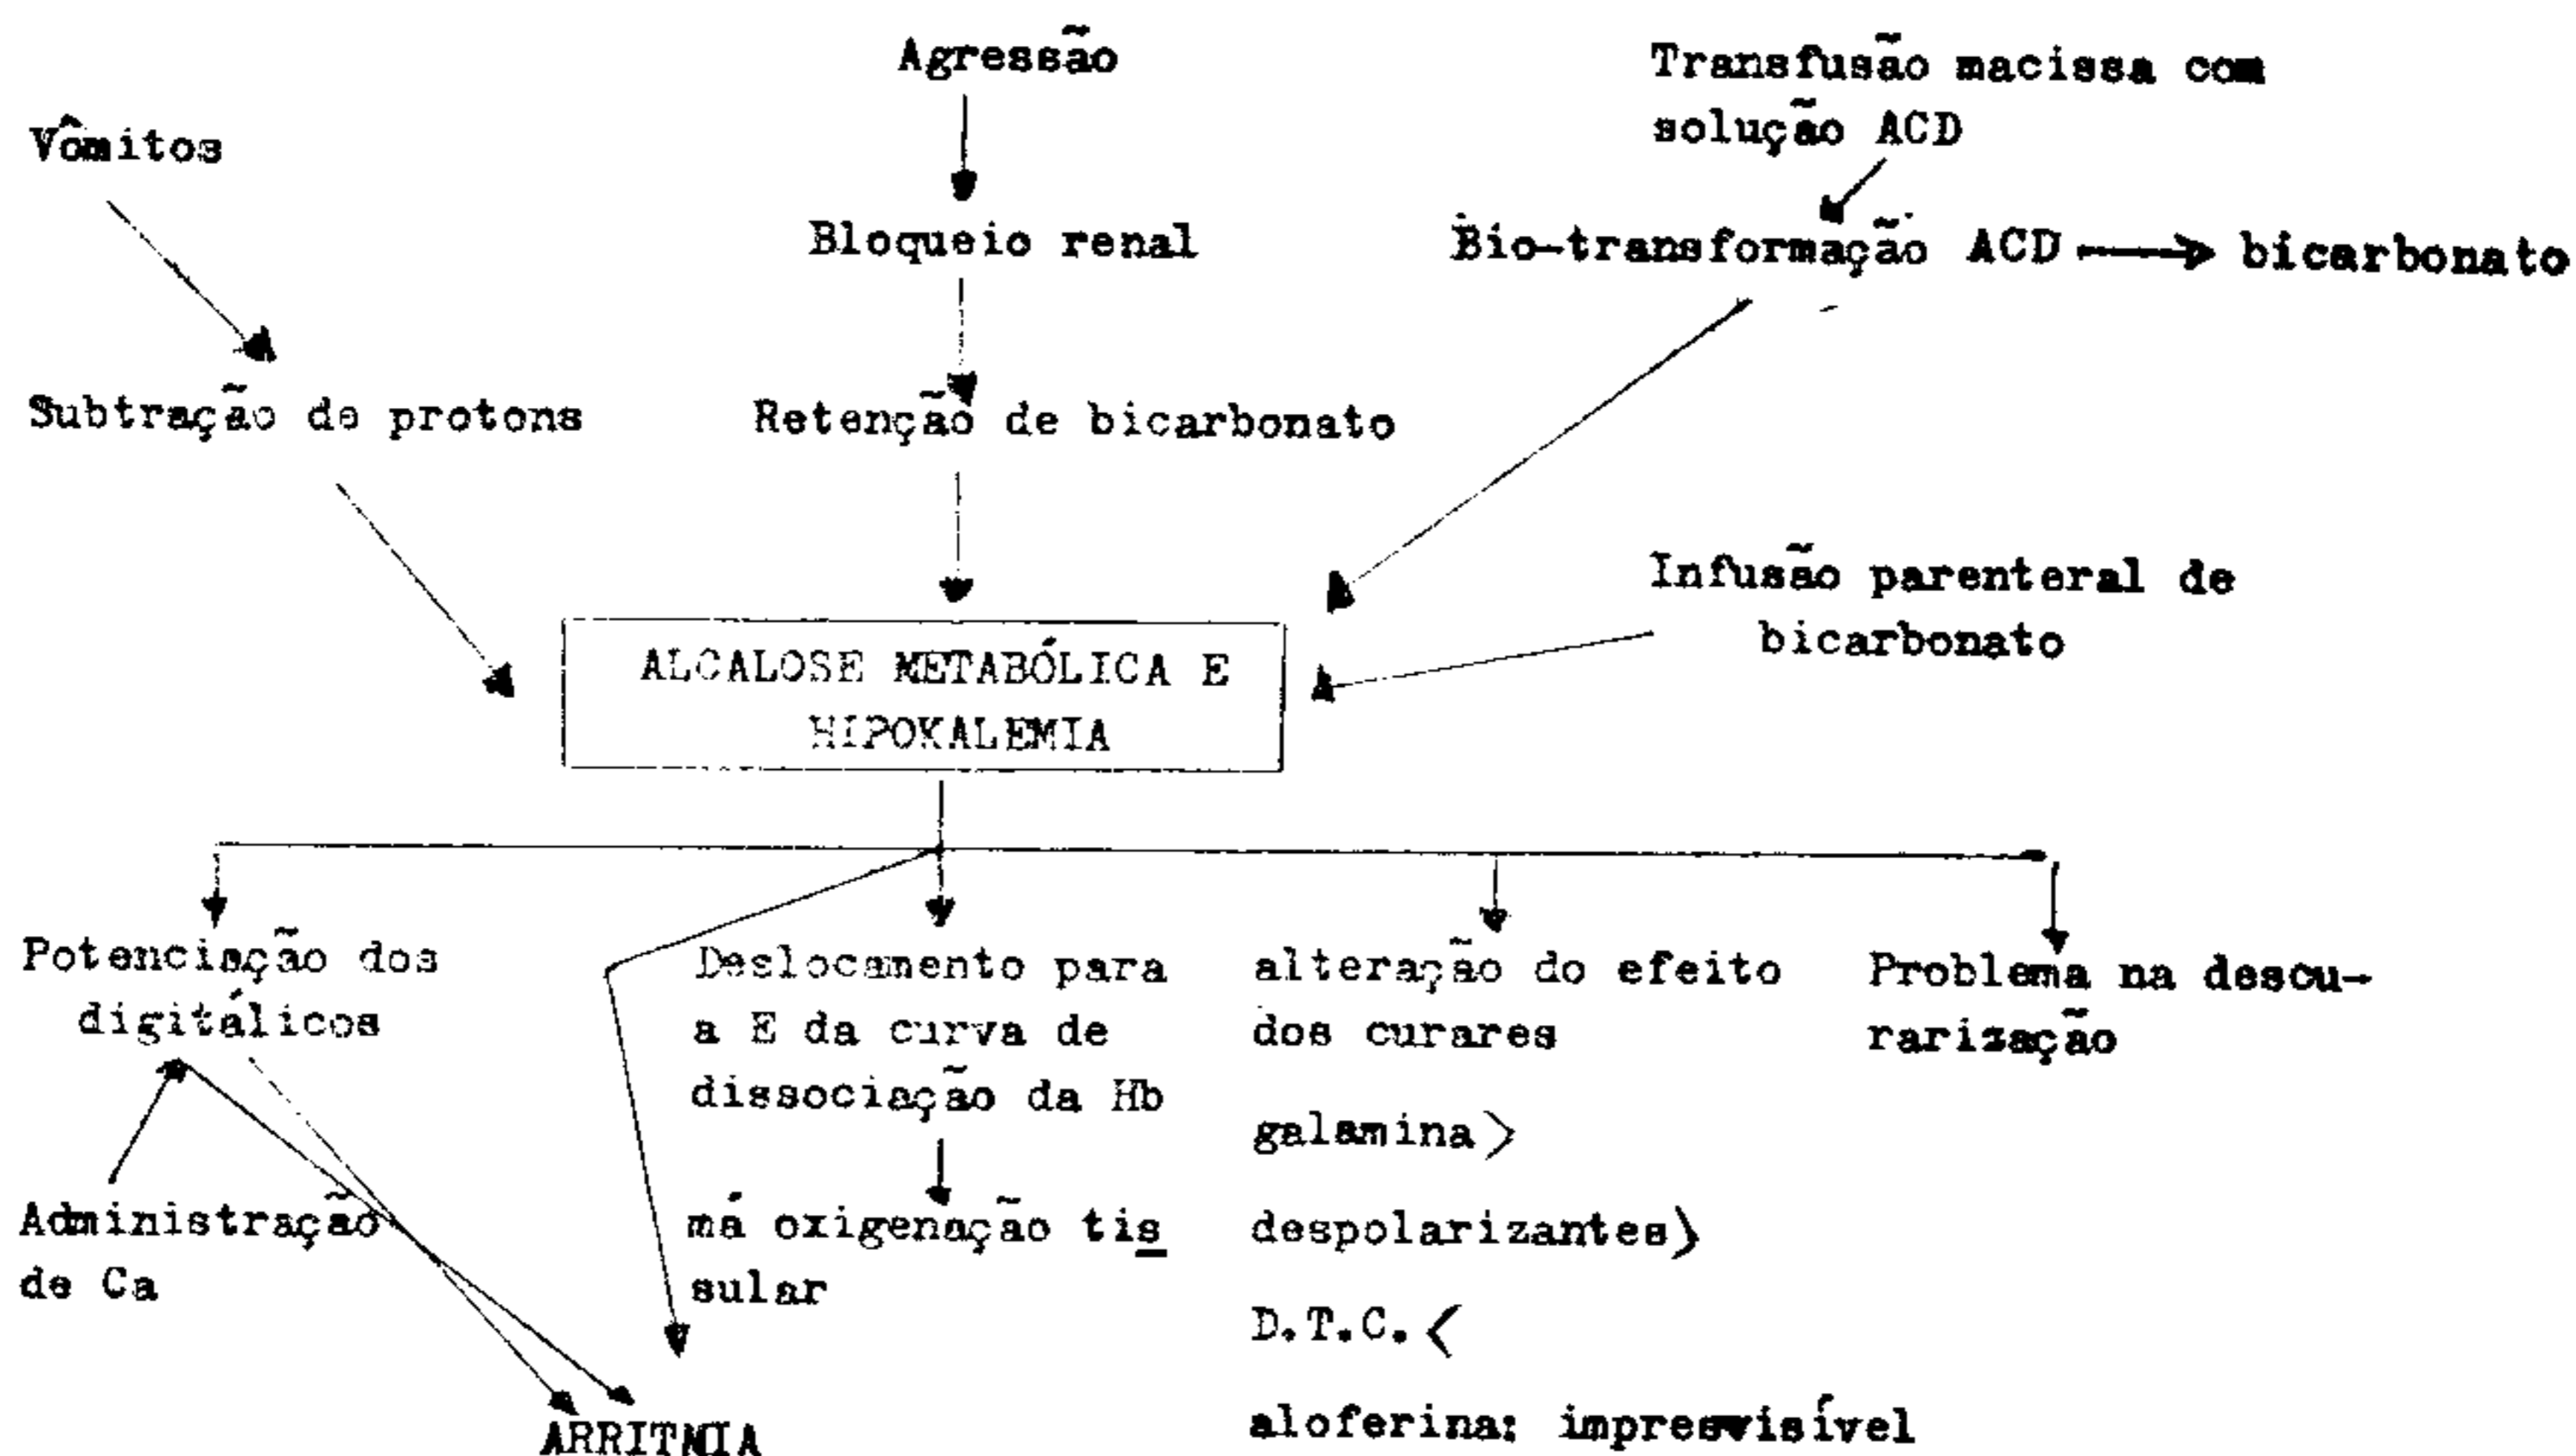 Agressão
Transfusão macissa com
solução ACD
Vômitos
Bloqueio renal
Bio-transformação ACD → bicarbonato
Subtração de protons
Retenção de bicarbonato
Infusão parenteral de
bicarbonato
ALCALOSE METABÓLICA E
HIPOKALEMIA
Potenciação dos
digitálicos
Deslocamento para
a E da curva de
dissociação da Hb
alteração do efeito
dos curares
Problema na descu-
rarização
galamina >
Administração
de Ca
má oxigenação tis
sular
despolarizantes >
D.T.C. <
ARRITMIA
aloferina: impresvisível